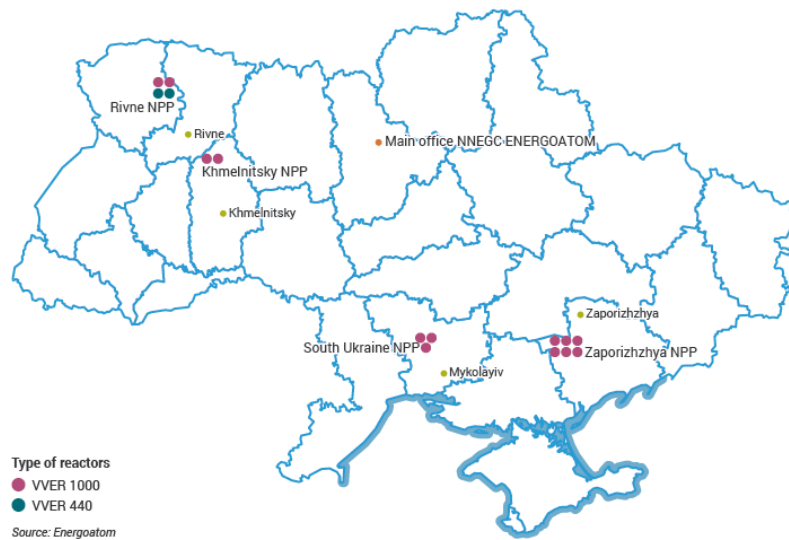 Rivne NPP
Rivne
Main office NNEGC ENERGOATOM
Khmelnitsky NPP
Khmelnitsky
Zaporizhzhya
South Ukraine NPP
Zaporizhzhya NPP
Mykolayiv
Type of reactors
VVER 1000
VVER 440
Source: Energoatom